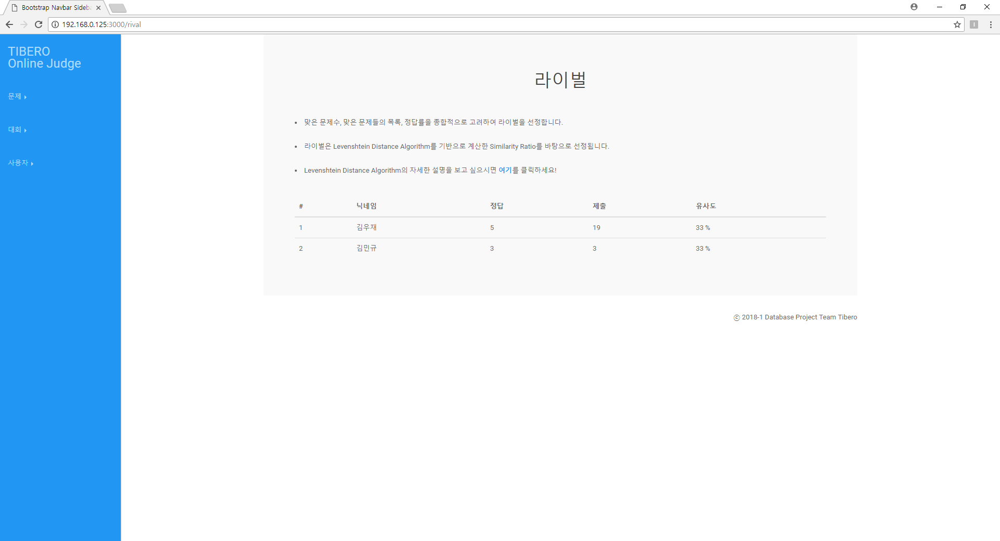 Bootstrap Navbar Sideba
192.168.0.125:3000/rival
TIBERO
Online Judge
문제
대회
사용자
라이벌
• 맞은 문제수, 맞은 문제들의 목록, 정답률을 종합적으로 고려하여 라이벌을 선정합니다.
• 라이벌은 Levenshtein Distance Algorithm를 기반으로 계산한 Similarity Ratio를 바탕으로 선정됩니다.
• Levenshtein Distance Algorithm의 자세한 설명을 보고 싶으시면 여기를 클릭하세요!
# 닉네임 정답 제출 유사도
1 김우재 5 19 33 %
2 김민규 3 3 33 %
ⓒ 2018-1 Database Project Team Tibero